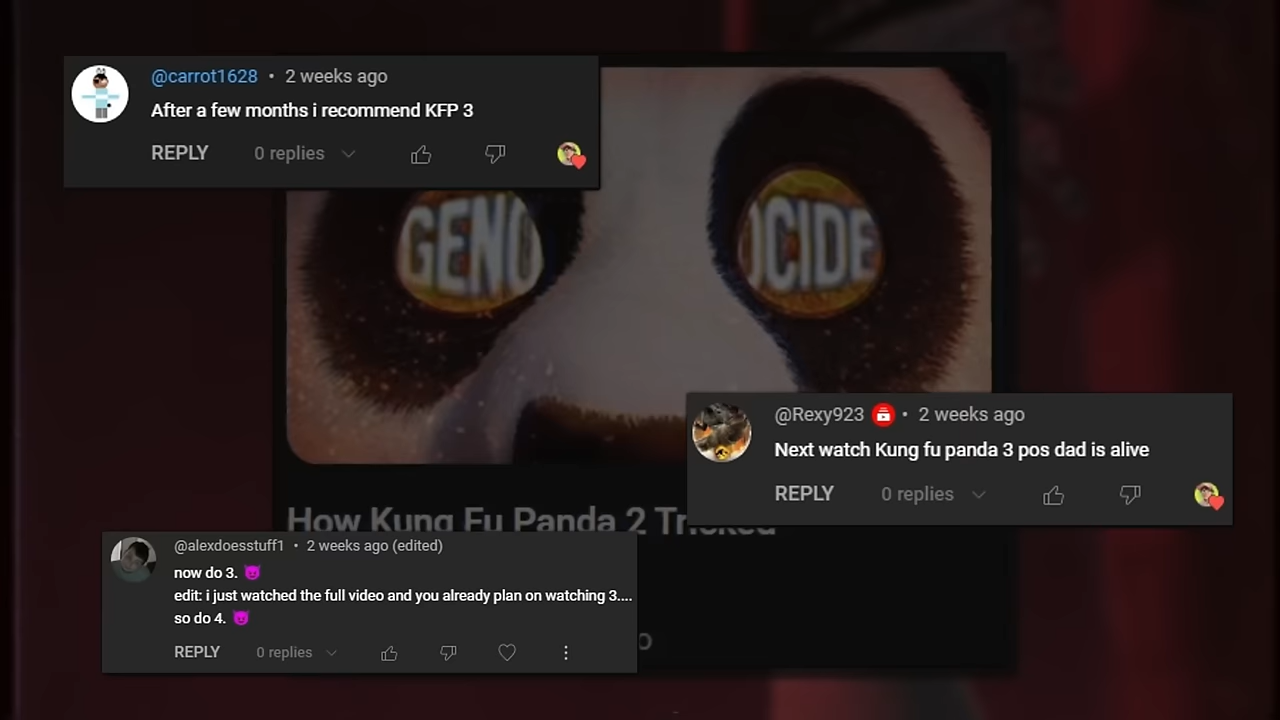 @carrot1628 • 2 weeks ago
After a few months i recommend KFP 3
REPLY 0 replies
GENO CIDE
@Rexy923 • 2 weeks ago
Next watch Kung fu panda 3 pos dad is alive
REPLY 0 replies
How Kung Fu Panda 2 Tricked
@alexdoesstuff1 • 2 weeks ago (edited)
now do 3. 😈
edit: i just watched the full video and you already plan on watching 3....
so do 4. 😈
REPLY 0 replies